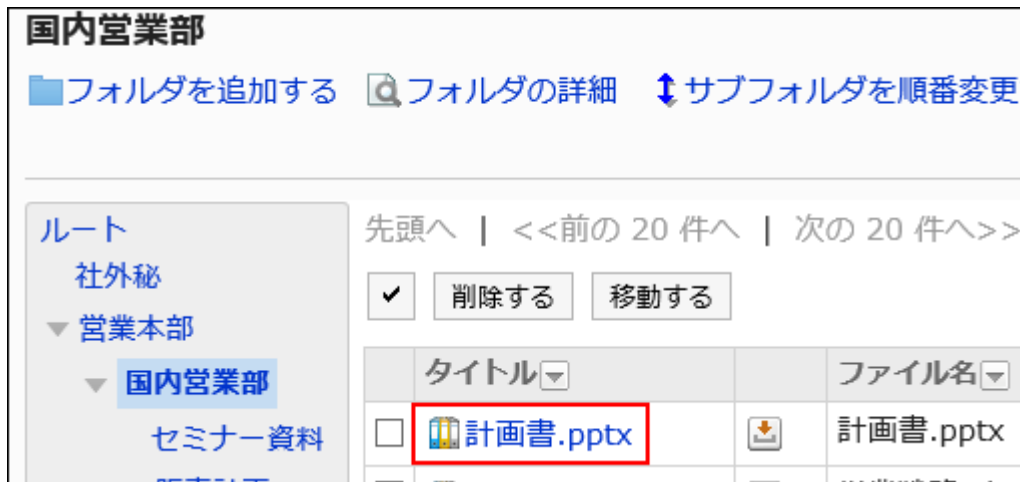 国内営業部
フォルダを追加する フォルダの詳細 サブフォルダを順番変更
ルート
社外秘
営業本部
国内営業部
セミナー資料
先頭へ | <<前の 20 件へ | 次の 20 件へ>>
削除する 移動する
タイトル ファイル名
計画書.pptx 計画書.pptx